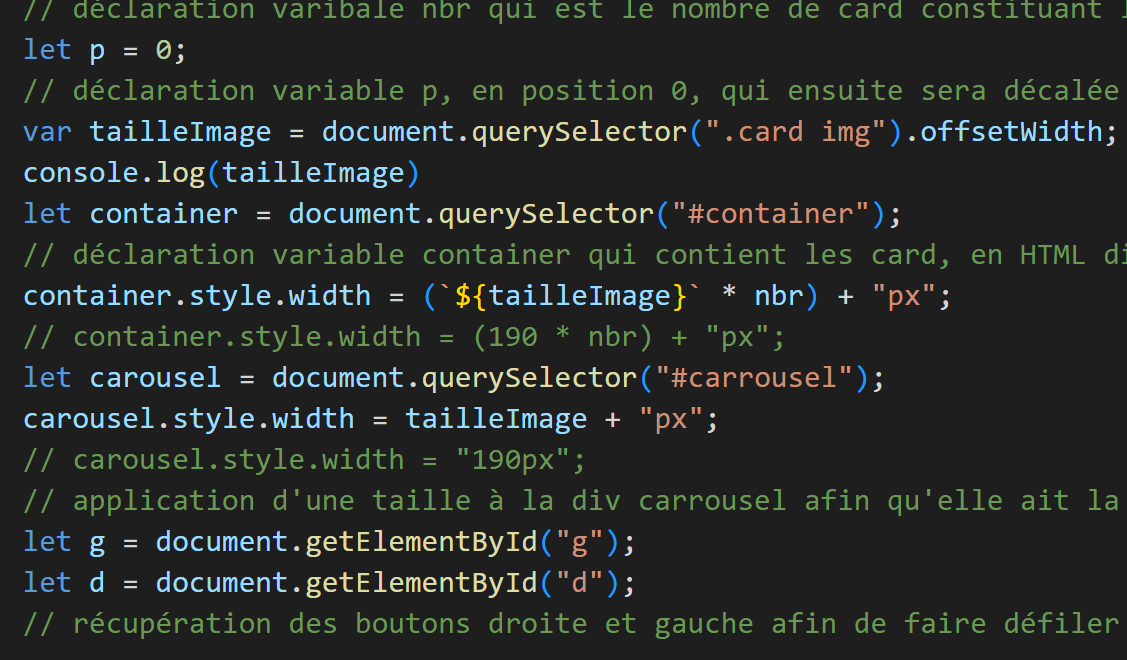 // déclaration varibale nbr qui est le nombre de card constituant
let p = 0;
// déclaration variable p, en position 0, qui ensuite sera décalée
var tailleImage = document.querySelector(".card img").offsetWidth;
console.log(tailleImage)
let container = document.querySelector("#container");
// déclaration variable container qui contient les card, en HTML di
container.style.width = (`${tailleImage}` * nbr) + "px";
// container.style.width = (190 * nbr) + "px";
let carousel = document.querySelector("#carrousel");
carousel.style.width = tailleImage + "px";
// carousel.style.width = "190px";
// application d'une taille à la div carrousel afin qu'elle ait la
let g = document.getElementById("g");
let d = document.getElementById("d");
// récupération des boutons droite et gauche afin de faire défiler